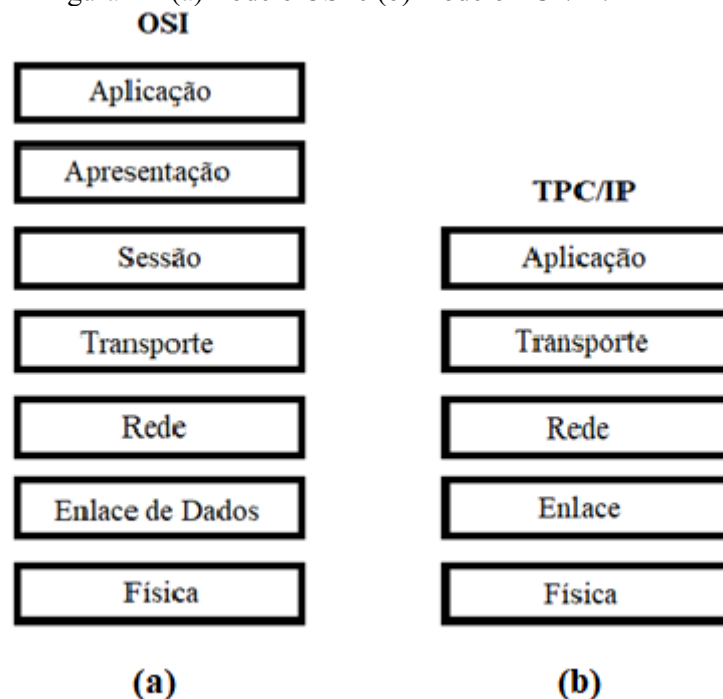 OSI
Aplicação
Apresentação
Sessão
Transporte
Rede
Enlace de Dados
Física
(a)
TPC/IP
Aplicação
Transporte
Rede
Enlace
Física
(b)